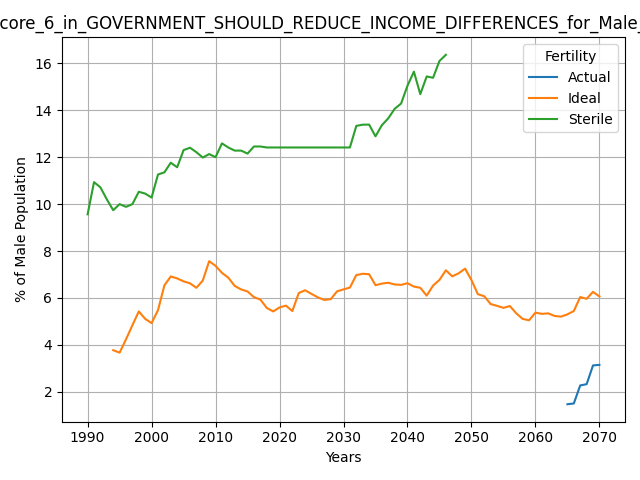 core_6_in_GOVERNMENT_SHOULD_REDUCE_INCOME_DIFFERENCES_for_Male_
Fertility
Actual
Ideal
Sterile
% of Male Population
16
14
12
10
8
6
4
2
1990 2000 2010 2020 2030 2040 2050 2060 2070
Years